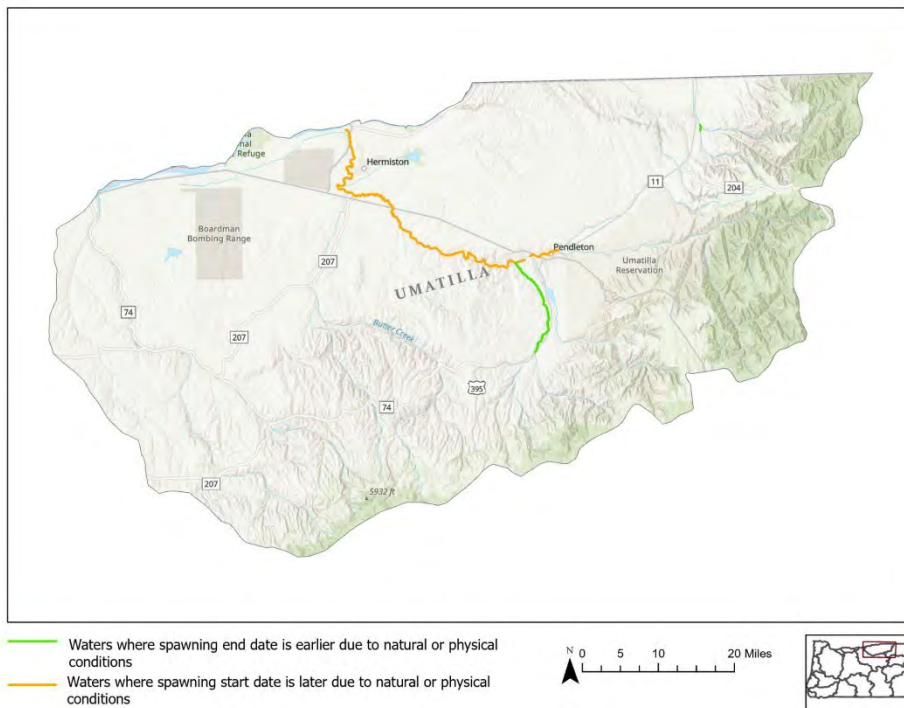 11
204
a
nal
Refuge
Hermiston
Boardman
Bombing Range
Pendleton
Umatilla
Reservation
207
UMATILLA
74
207
Butter Creek
395
74
207
5932 ft
Waters where spawning end date is earlier due to natural or physical
conditions
Waters where spawning start date is later due to natural or physical
conditions
N
0 5 10 20 Miles